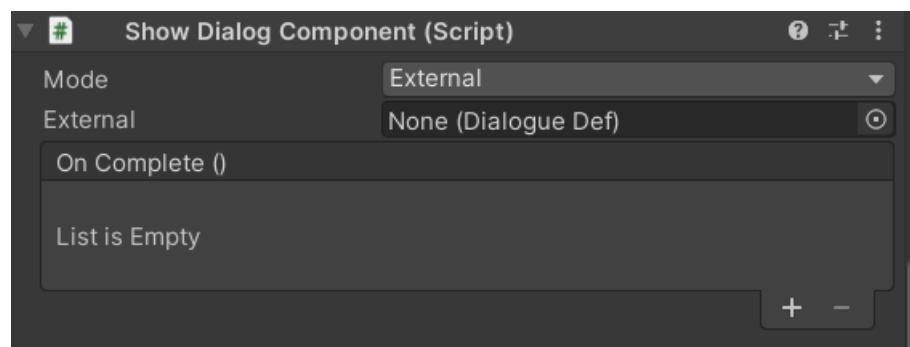 # Show Dialog Component (Script)
Mode External
External None (Dialogue Def)
On Complete ()
List is Empty
+ −